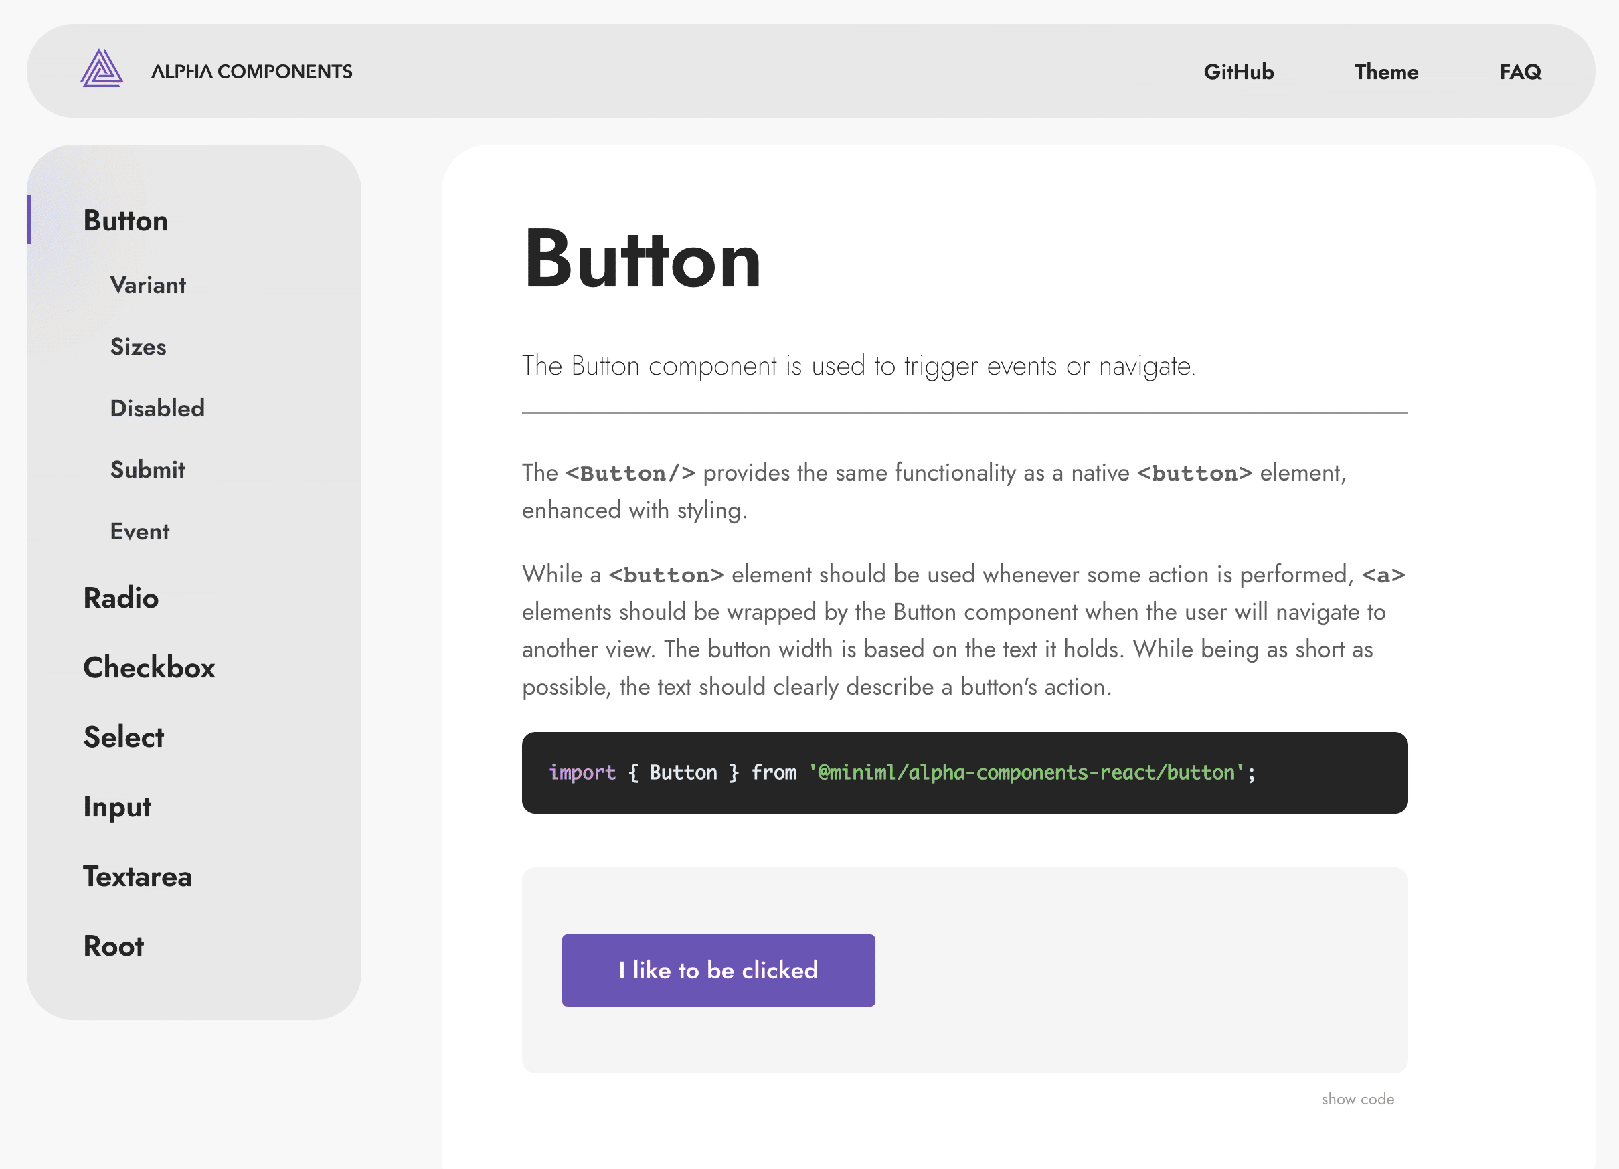 ALPHA COMPONENTS
GitHub
Theme
FAQ
Button
Variant
Sizes
Disabled
Submit
Event
Radio
Checkbox
Select
Input
Textarea
Root
Button
The Button component is used to trigger events or navigate.
The <Button/> provides the same functionality as a native <button> element,
enhanced with styling.
While a <button> element should be used whenever some action is performed, <a>
elements should be wrapped by the Button component when the user will navigate to
another view. The button width is based on the text it holds. While being as short as
possible, the text should clearly describe a button's action.
import { Button } from '@miniml/alpha-components-react/button';
I like to be clicked
show code